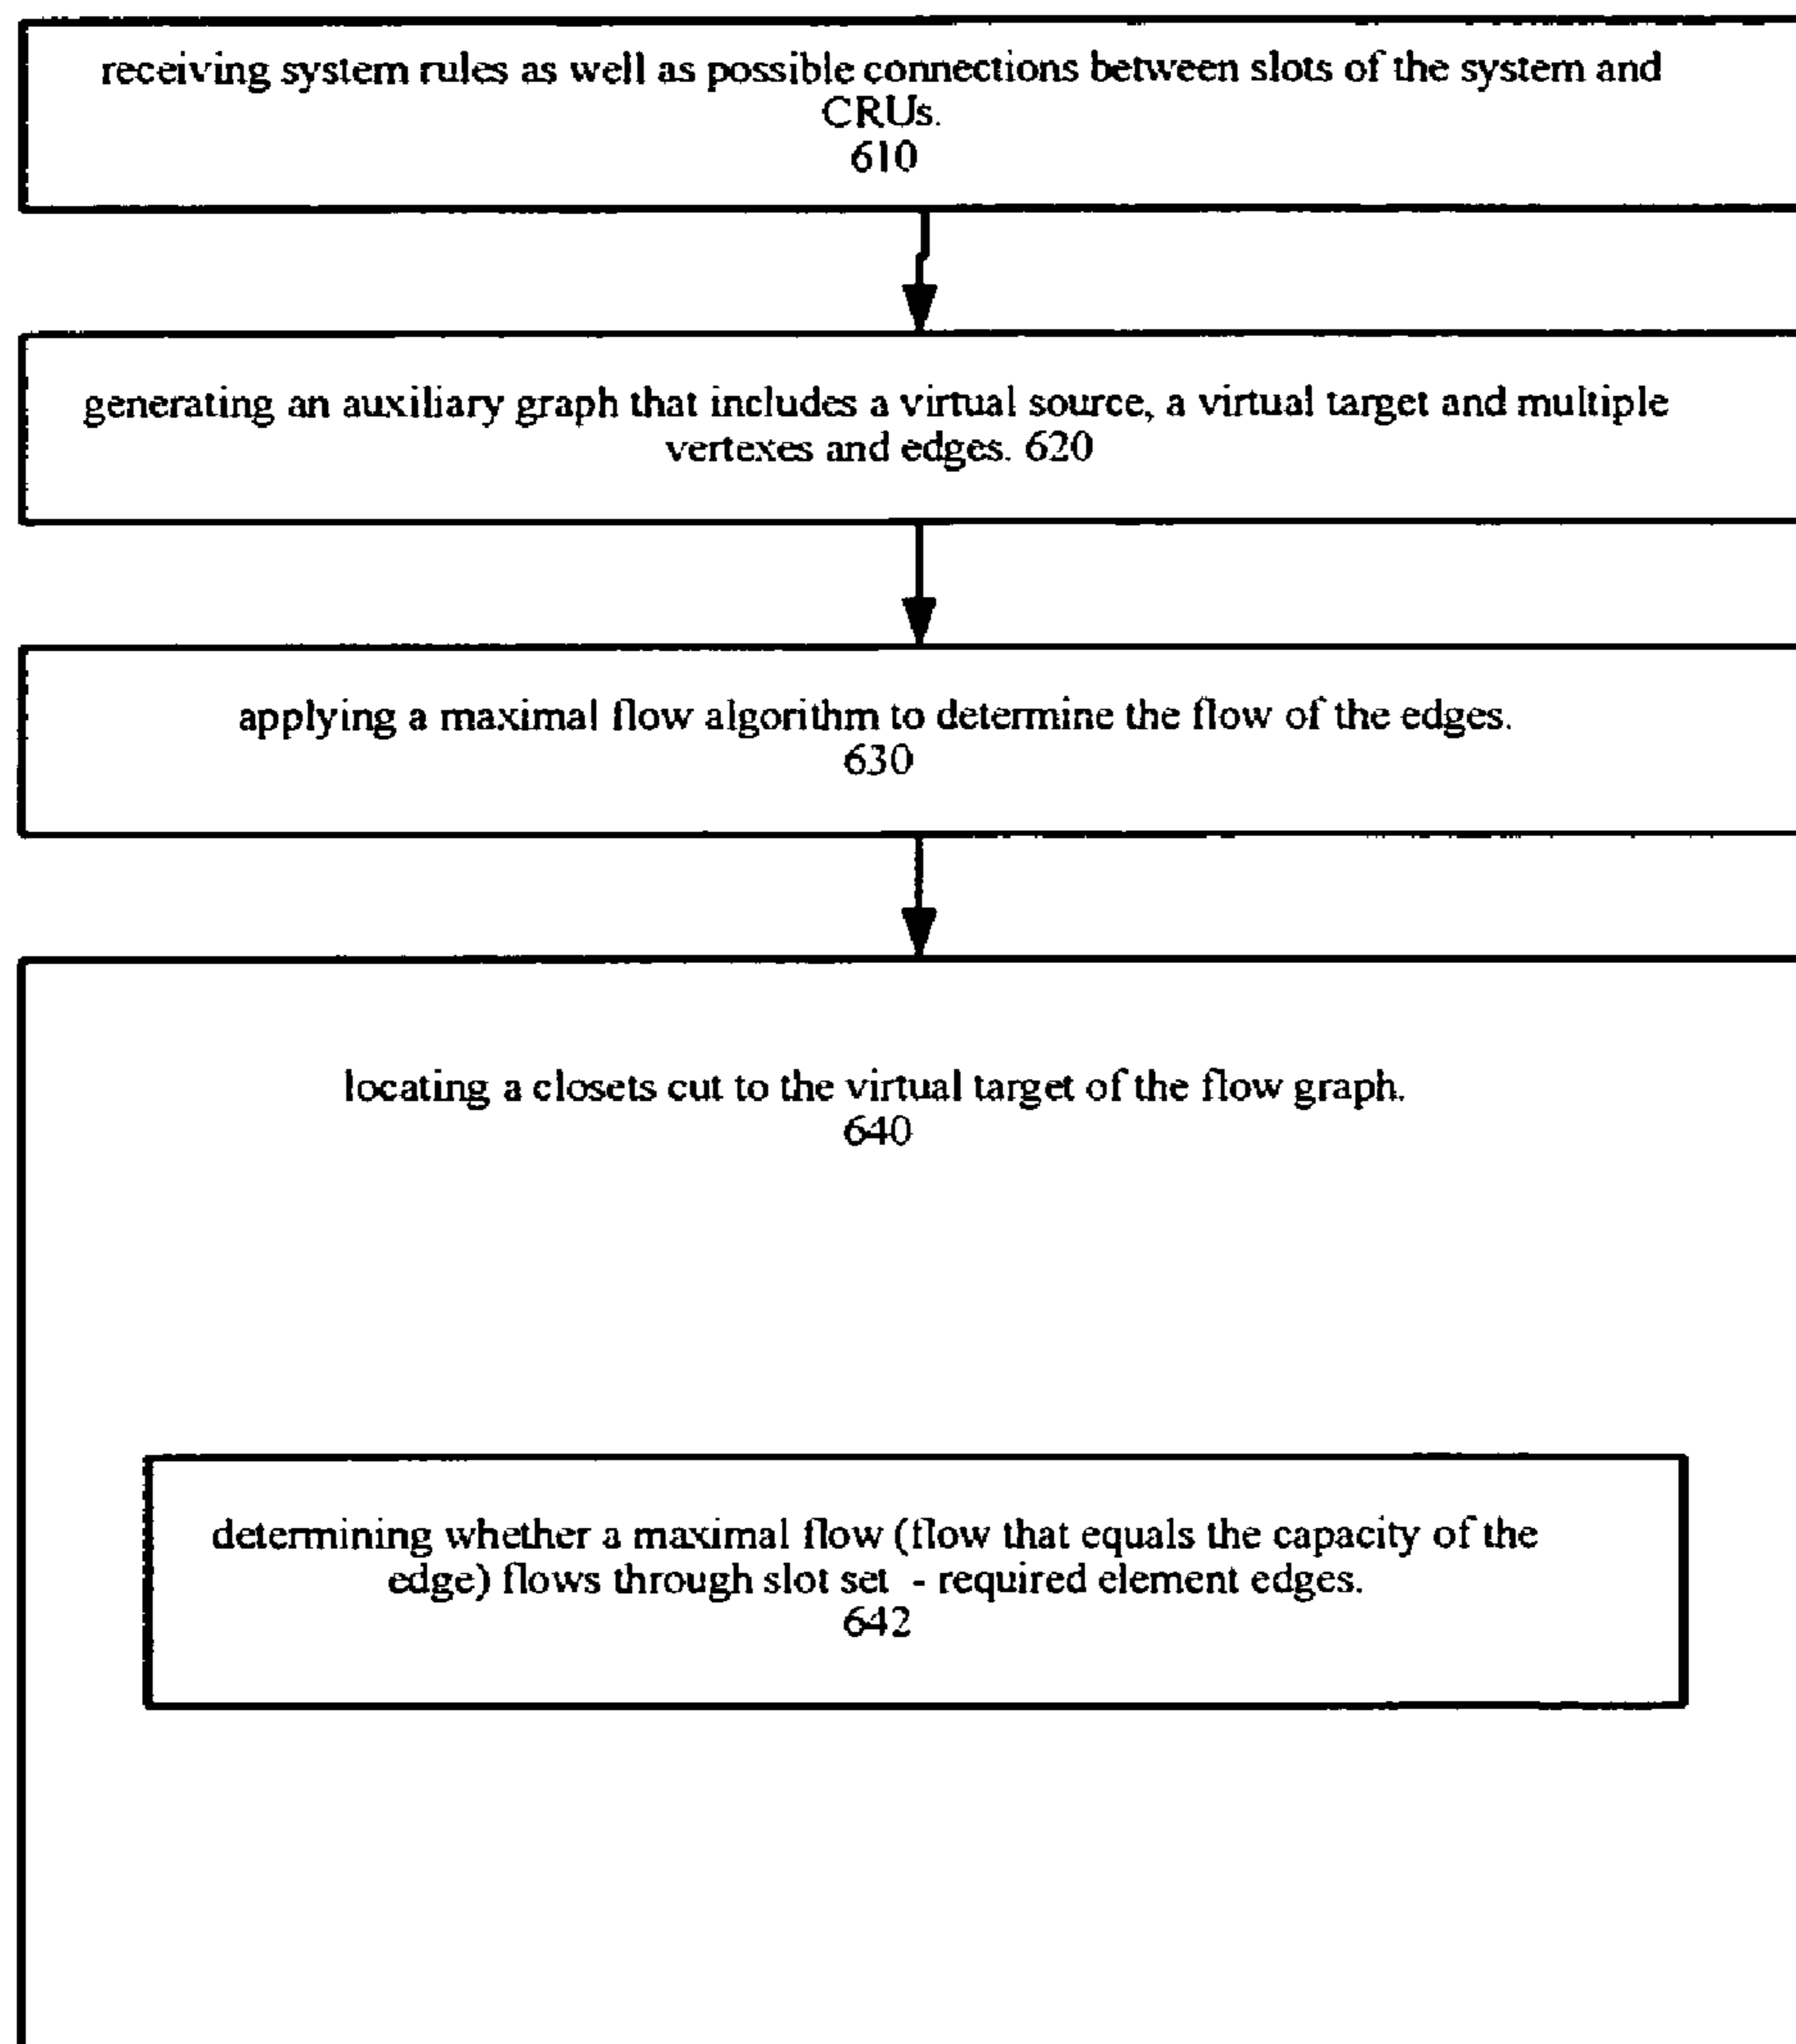 receiving system rules as well as possible connections between slots of the system and
CRUs.
610
generating an auxiliary graph that includes a virtual source, a virtual target and multiple
vertexes and edges. 620
applying a maximal flow algorithm to determine the flow of the edges.
630
locating a closets cut to the virtual target of the flow graph.
640
determining whether a maximal flow (flow that equals the capacity of the
edge) flows through slot set - required element edges.
642